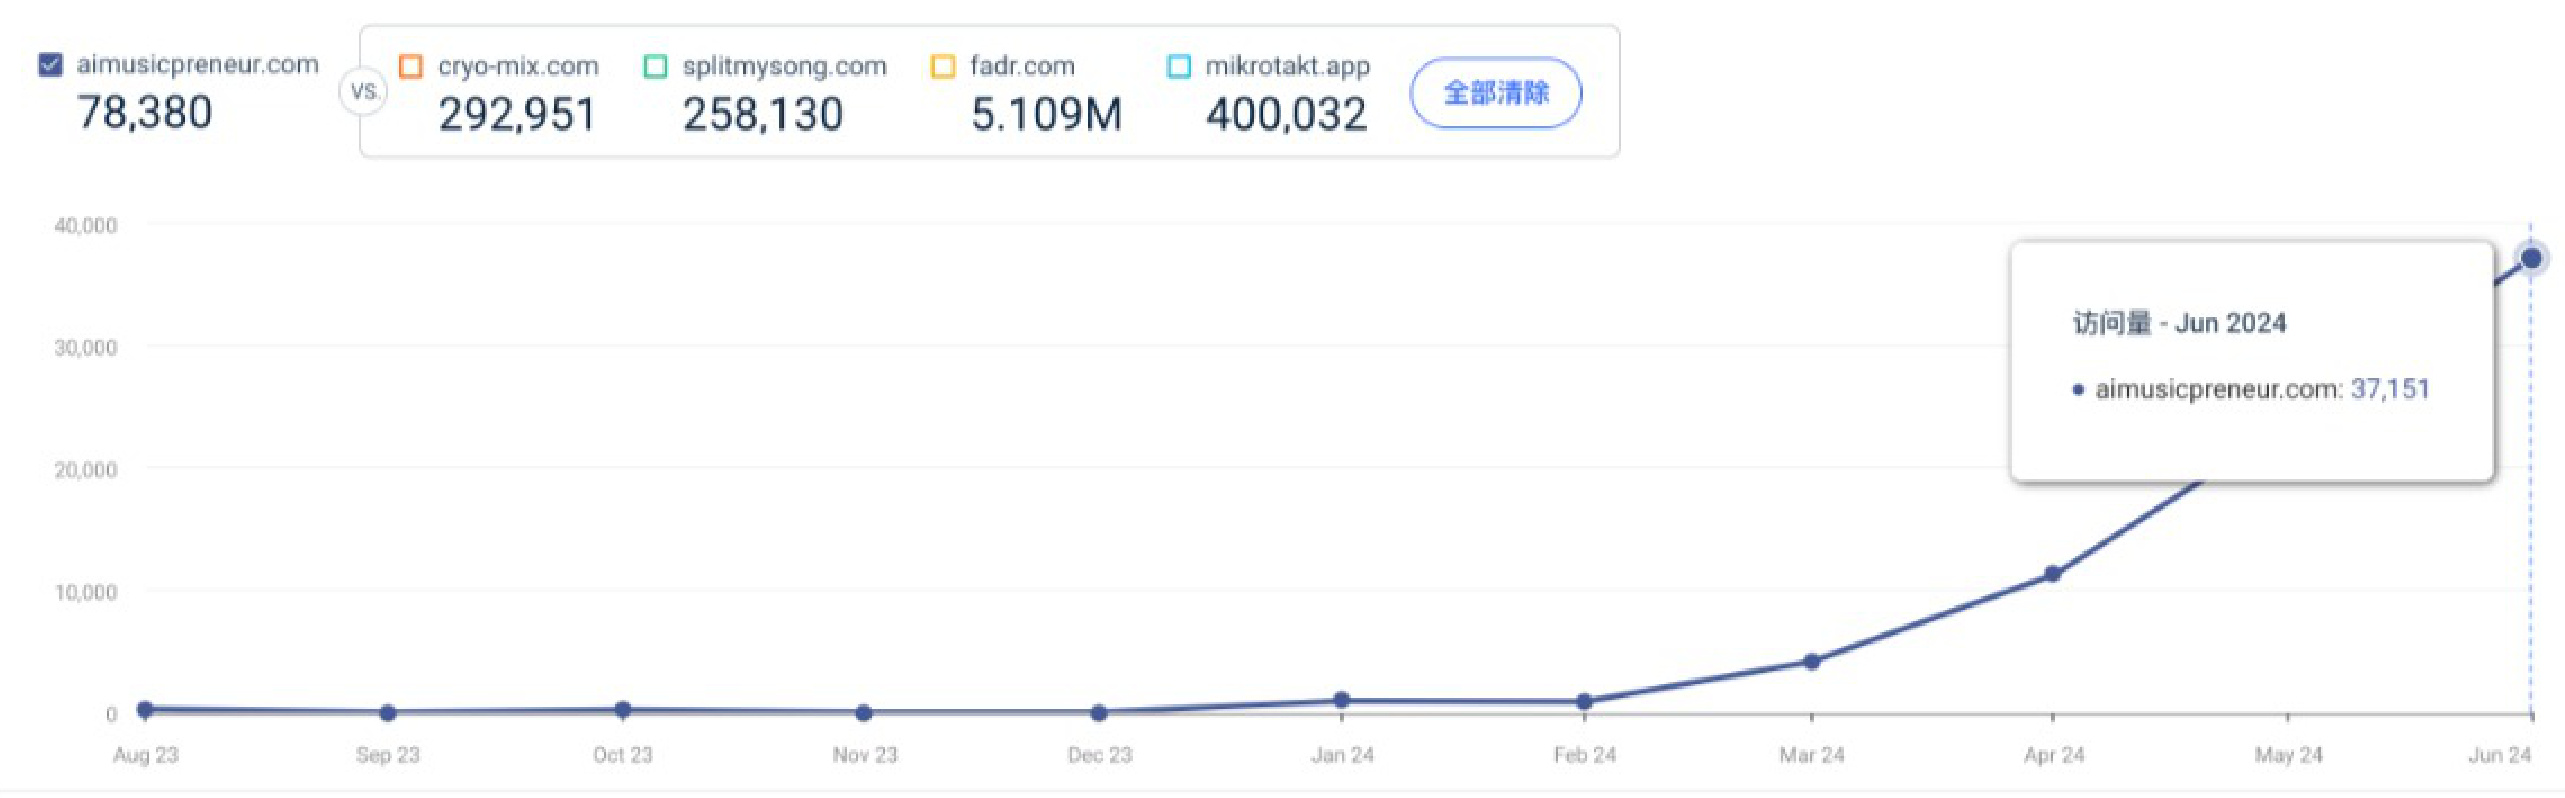 aimusicpreneur.com
78,380
VS.
cryo-mix.com
292,951
splitmysong.com
258,130
fadr.com
5.109M
mikrotakt.app
400,032
全部清除
40,000
30,000
20,000
10,000
0
访问量 - Jun 2024
aimusicpreneur.com: 37,151
Aug 23
Sep 23
Oct 23
Nov 23
Dec 23
Jan 24
Feb 24
Mar 24
Apr 24
May 24
Jun 24